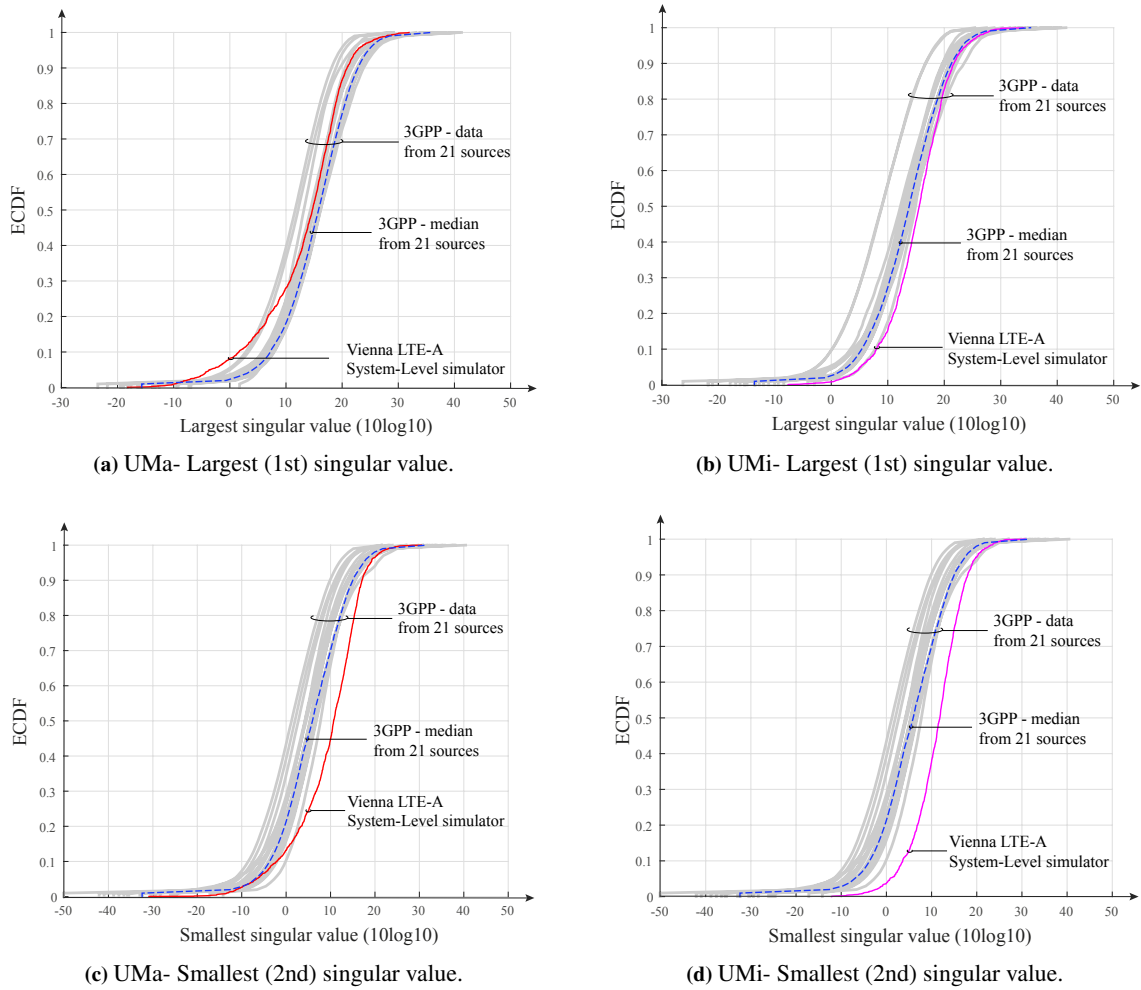 1
0.9
0.8
0.7
0.6
0.5
0.4
0.3
0.2
0.1
0
ECDF
3GPP - data
from 21 sources
3GPP - median
from 21 sources
Vienna LTE-A
System-Level simulator
-30 -20 -10 0 10 20 30 40 50
Largest singular value (10log10)
(a) UMa- Largest (1st) singular value.
1
0.9
0.8
0.7
0.6
0.5
0.4
0.3
0.2
0.1
0
ECDF
3GPP - data
from 21 sources
3GPP - median
from 21 sources
Vienna LTE-A
System-Level simulator
-30 -20 -10 0 10 20 30 40 50
Largest singular value (10log10)
(b) UMi- Largest (1st) singular value.
1
0.9
0.8
0.7
0.6
0.5
0.4
0.3
0.2
0.1
0
ECDF
3GPP - data
from 21 sources
3GPP - median
from 21 sources
Vienna LTE-A
System-Level simulator
-50 -40 -30 -20 -10 0 10 20 30 40 50
Smallest singular value (10log10)
(c) UMa- Smallest (2nd) singular value.
1
0.9
0.8
0.7
0.6
0.5
0.4
0.3
0.2
0.1
0
ECDF
3GPP - data
from 21 sources
3GPP - median
from 21 sources
Vienna LTE-A
System-Level simulator
-50 -40 -30 -20 -10 0 10 20 30 40 50
Smallest singular value (10log10)
(d) UMi- Smallest (2nd) singular value.